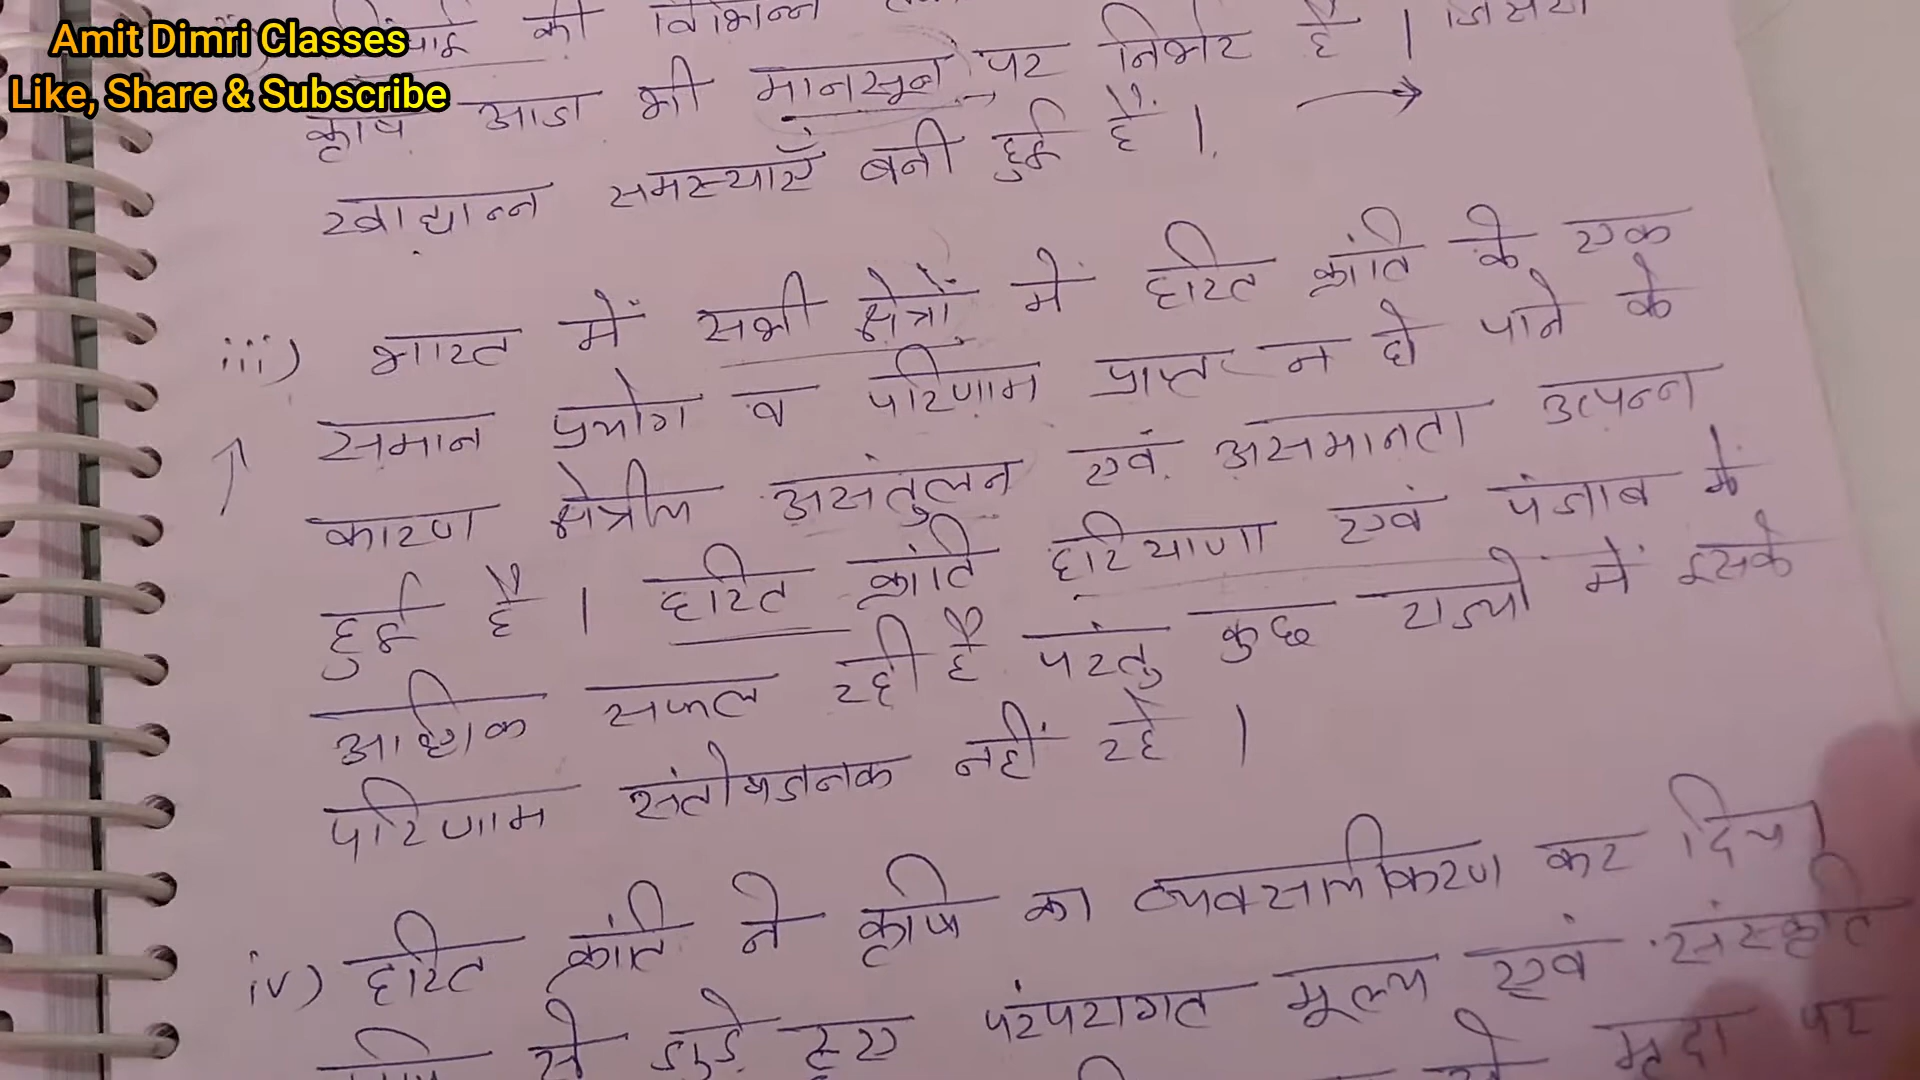 Amit Dimri Classes
Like, Share & Subscribe
की विभिन्न
कृषि आज भी मानसून पर निर्भर है । जिससे
खाद्यान्न समस्याएँ बनी हुई है ।
iii) भारत में सभी क्षेत्रों में हरित क्रांति के एक
समान प्रयोग व परिणाम प्राप्त न हो पाने के
कारण क्षेत्रीय असंतुलन एवं असमानता उत्पन्न
हुई है । हरित क्रांति हरियाणा एवं पंजाब में
अधिक सफल रही है परंतु कुछ राज्यों में इसके
परिणाम संतोषजनक नहीं रहे ।
iv) हरित क्रांति ने कृषि का व्यवसायीकरण कर दिया
से जुड़े हुए परंपरागत मूल्य एवं संस्कृति
मृदा पर